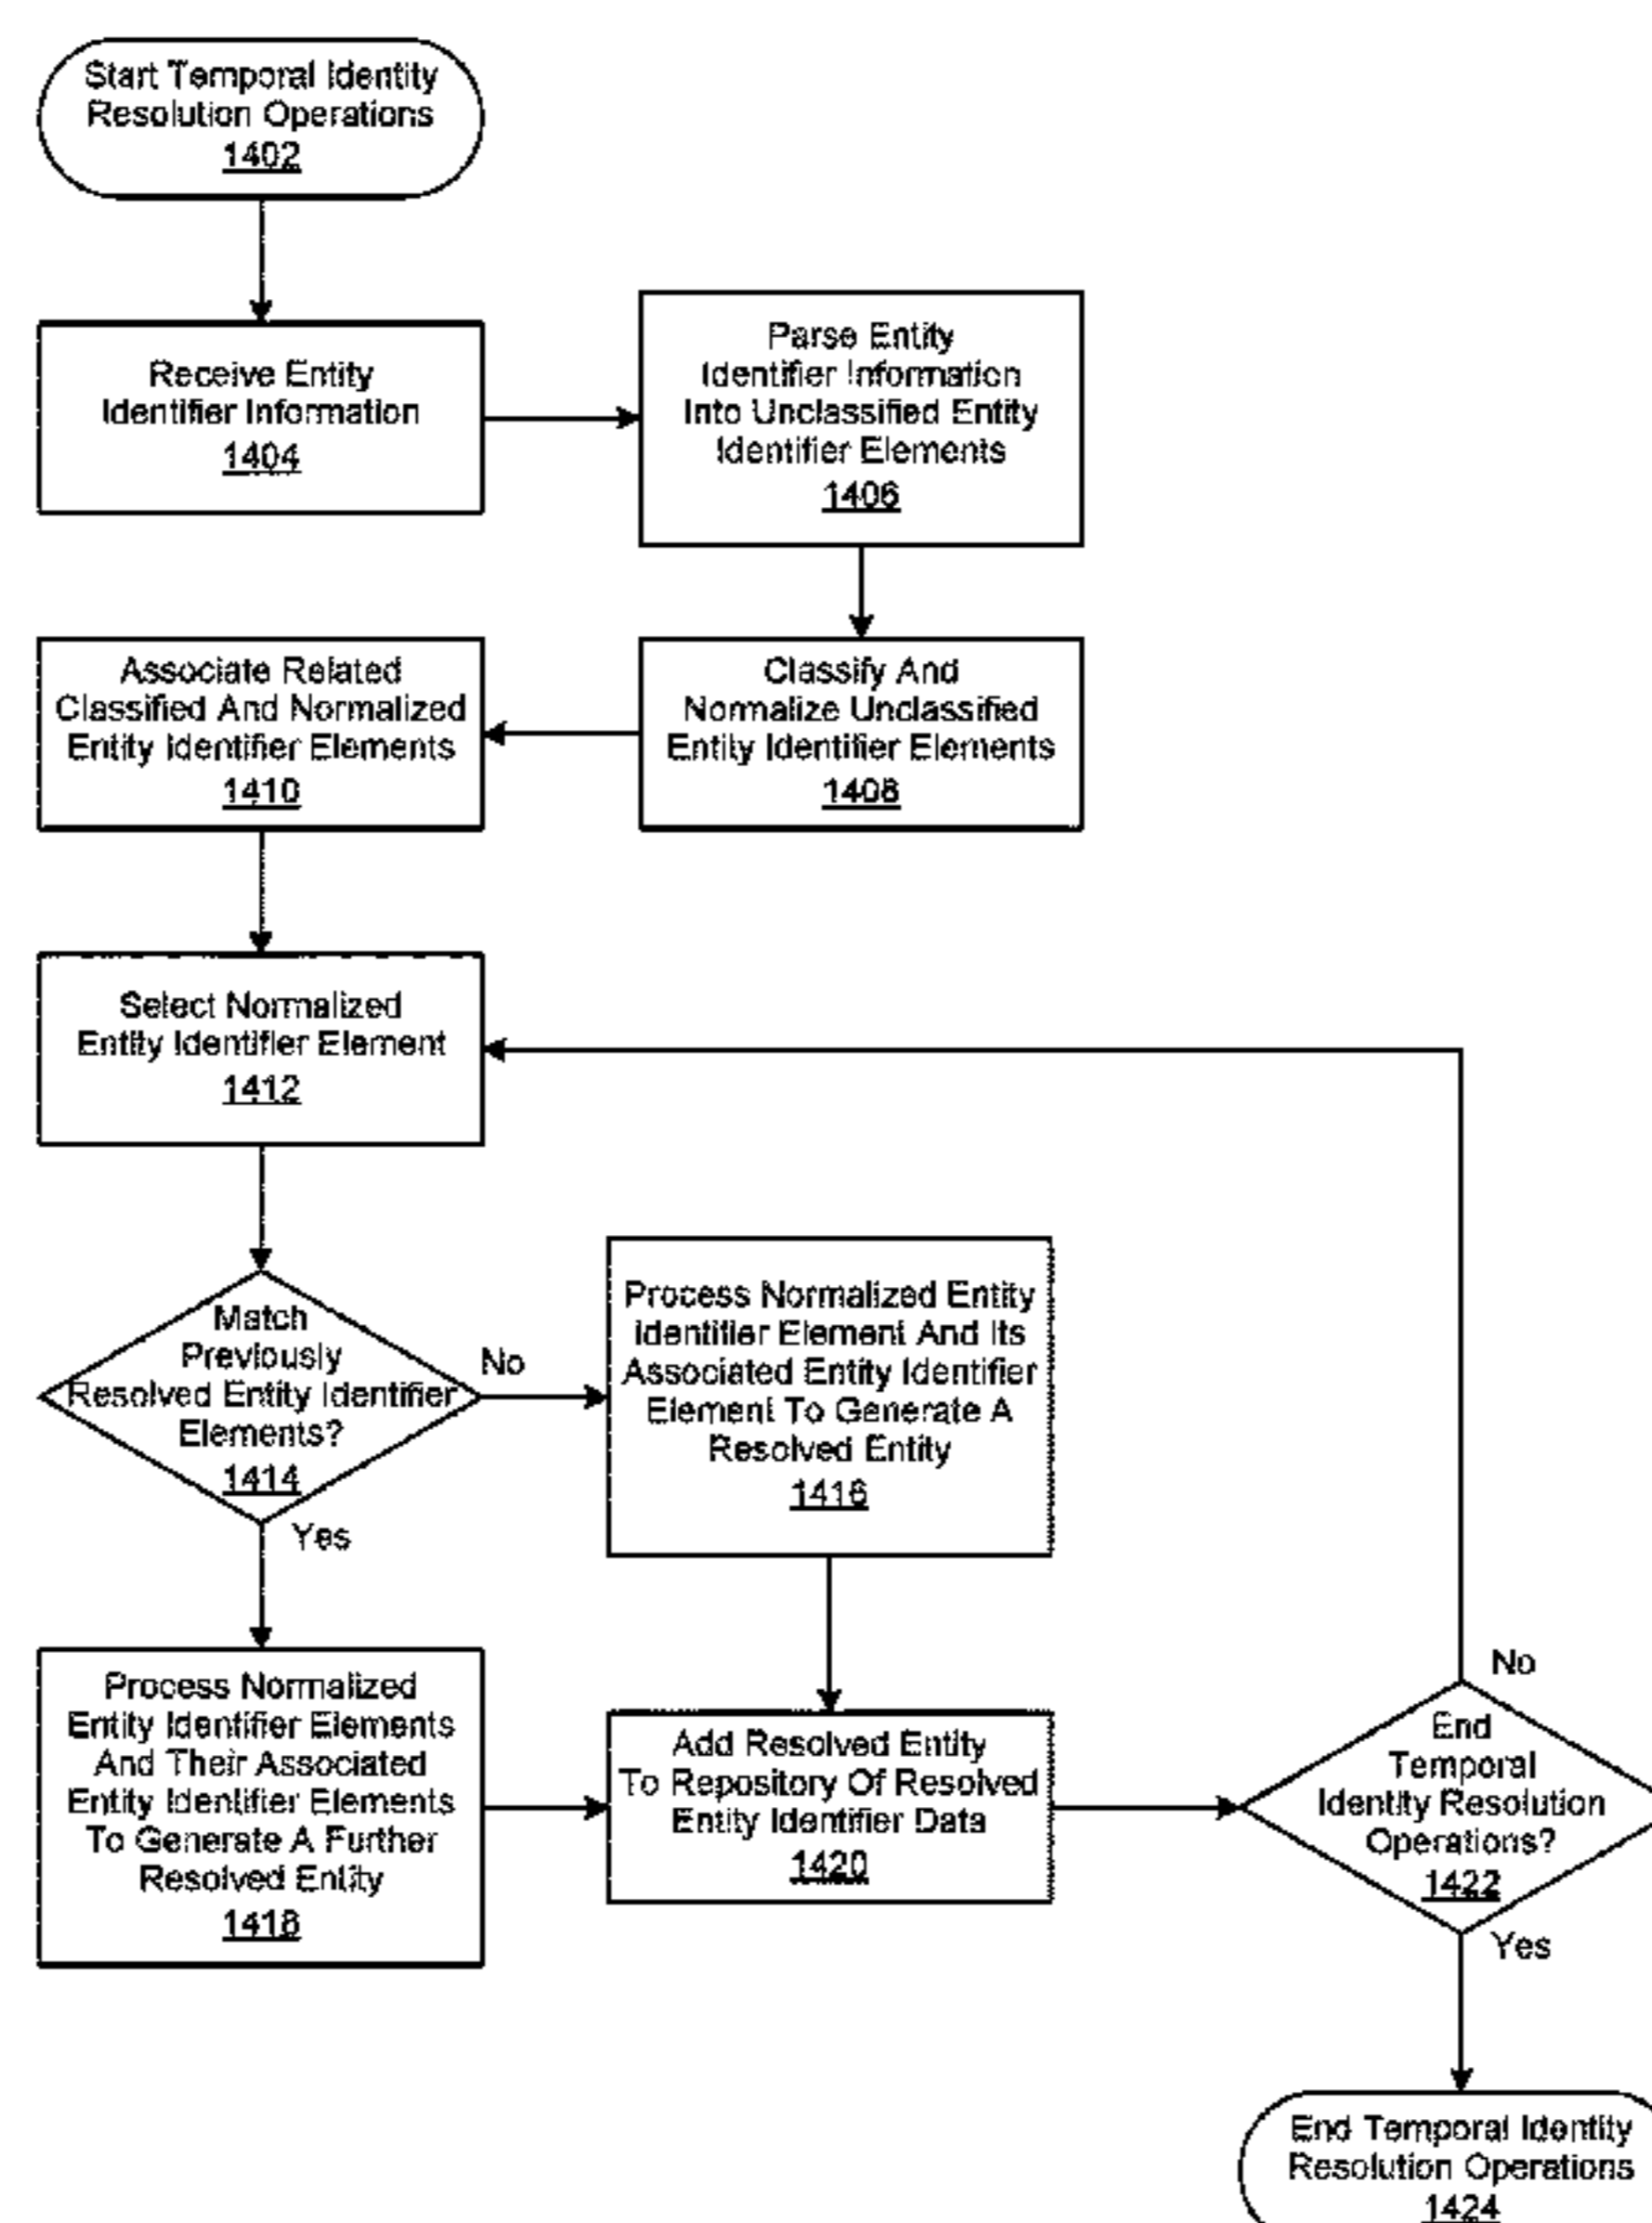 Start Temporal Identity
Resolution Operations
1402
Receive Entity
Identifier Information
1404
Parse Entity
Identifier Information
Into Unclassified Entity
Identifier Elements
1406
Associate Related
Classified And Normalized
Entity Identifier Elements
1410
Classify And
Normalize Unclassified
Entity Identifier Elements
1408
Select Normalized
Entity Identifier Element
1412
Match
Previously
Resolved Entity Identifier
Elements?
1414
No
Yes
Process Normalized Entity
Identifier Element And Its
Associated Entity Identifier
Element To Generate A
Resolved Entity
1416
Process Normalized
Entity Identifier Elements
And Their Associated
Entity Identifier Elements
To Generate A Further
Resolved Entity
1418
Add Resolved Entity
To Repository Of Resolved
Entity Identifier Data
1420
No
End
Temporal
Identity Resolution
Operations?
1422
Yes
End Temporal Identity
Resolution Operations
1424